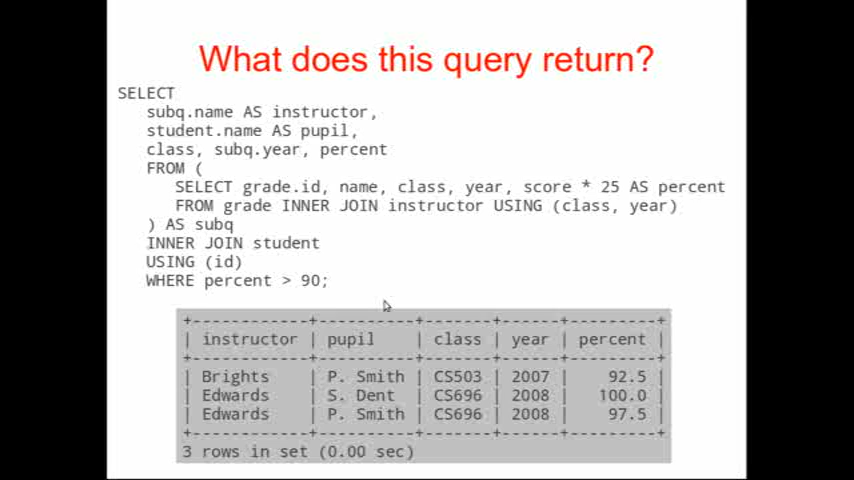 What does this query return?
SELECT
   subq.name AS instructor,
   student.name AS pupil,
   class, subq.year, percent
   FROM (
      SELECT grade.id, name, class, year, score * 25 AS percent
      FROM grade INNER JOIN instructor USING (class, year)
   ) AS subq
   INNER JOIN student
   USING (id)
   WHERE percent > 90;
+------------+----------+-------+------+---------+
| instructor | pupil    | class | year | percent |
+------------+----------+-------+------+---------+
| Brights    | P. Smith | CS503 | 2007 |    92.5 |
| Edwards    | S. Dent  | CS696 | 2008 |   100.0 |
| Edwards    | P. Smith | CS696 | 2008 |    97.5 |
+------------+----------+-------+------+---------+
3 rows in set (0.00 sec)